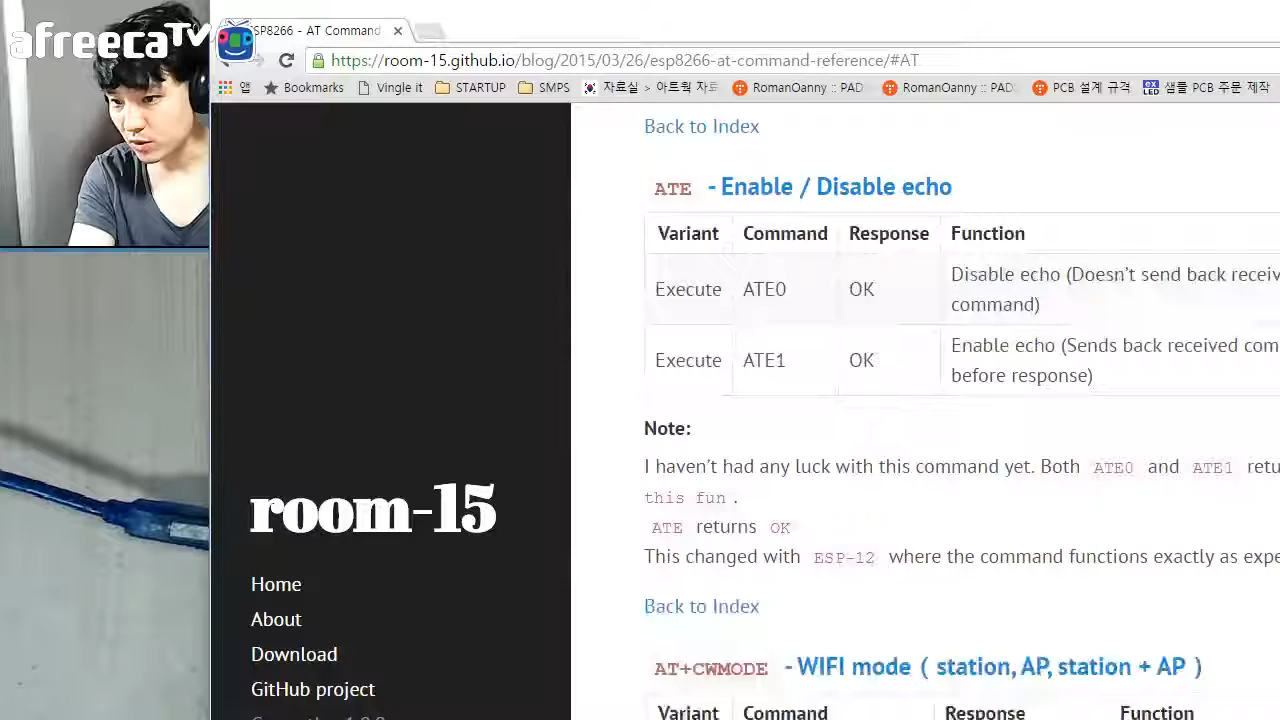 afreecaTV
ESP8266 - AT Command
https://room-15.github.io/blog/2015/03/26/esp8266-at-command-reference/#AT
앱 Bookmarks Vingle it STARTUP SMPS 자료실 > 아트웍 자료 RomanOanny :: PAD RomanOanny :: PAD PCB 설계 규격 샘플 PCB 주문 제작
Back to Index
ATE - Enable / Disable echo
Variant Command Response Function
Execute ATE0 OK Disable echo (Doesn't send back receiv
command)
Execute ATE1 OK Enable echo (Sends back received com
before response)
Note:
I haven't had any luck with this command yet. Both ATE0 and ATE1 retu
this fun .
ATE returns OK
This changed with ESP-12 where the command functions exactly as expe
Back to Index
AT+CWMODE - WIFI mode ( station, AP, station + AP )
Variant Command Response Function
room-15
Home
About
Download
GitHub project